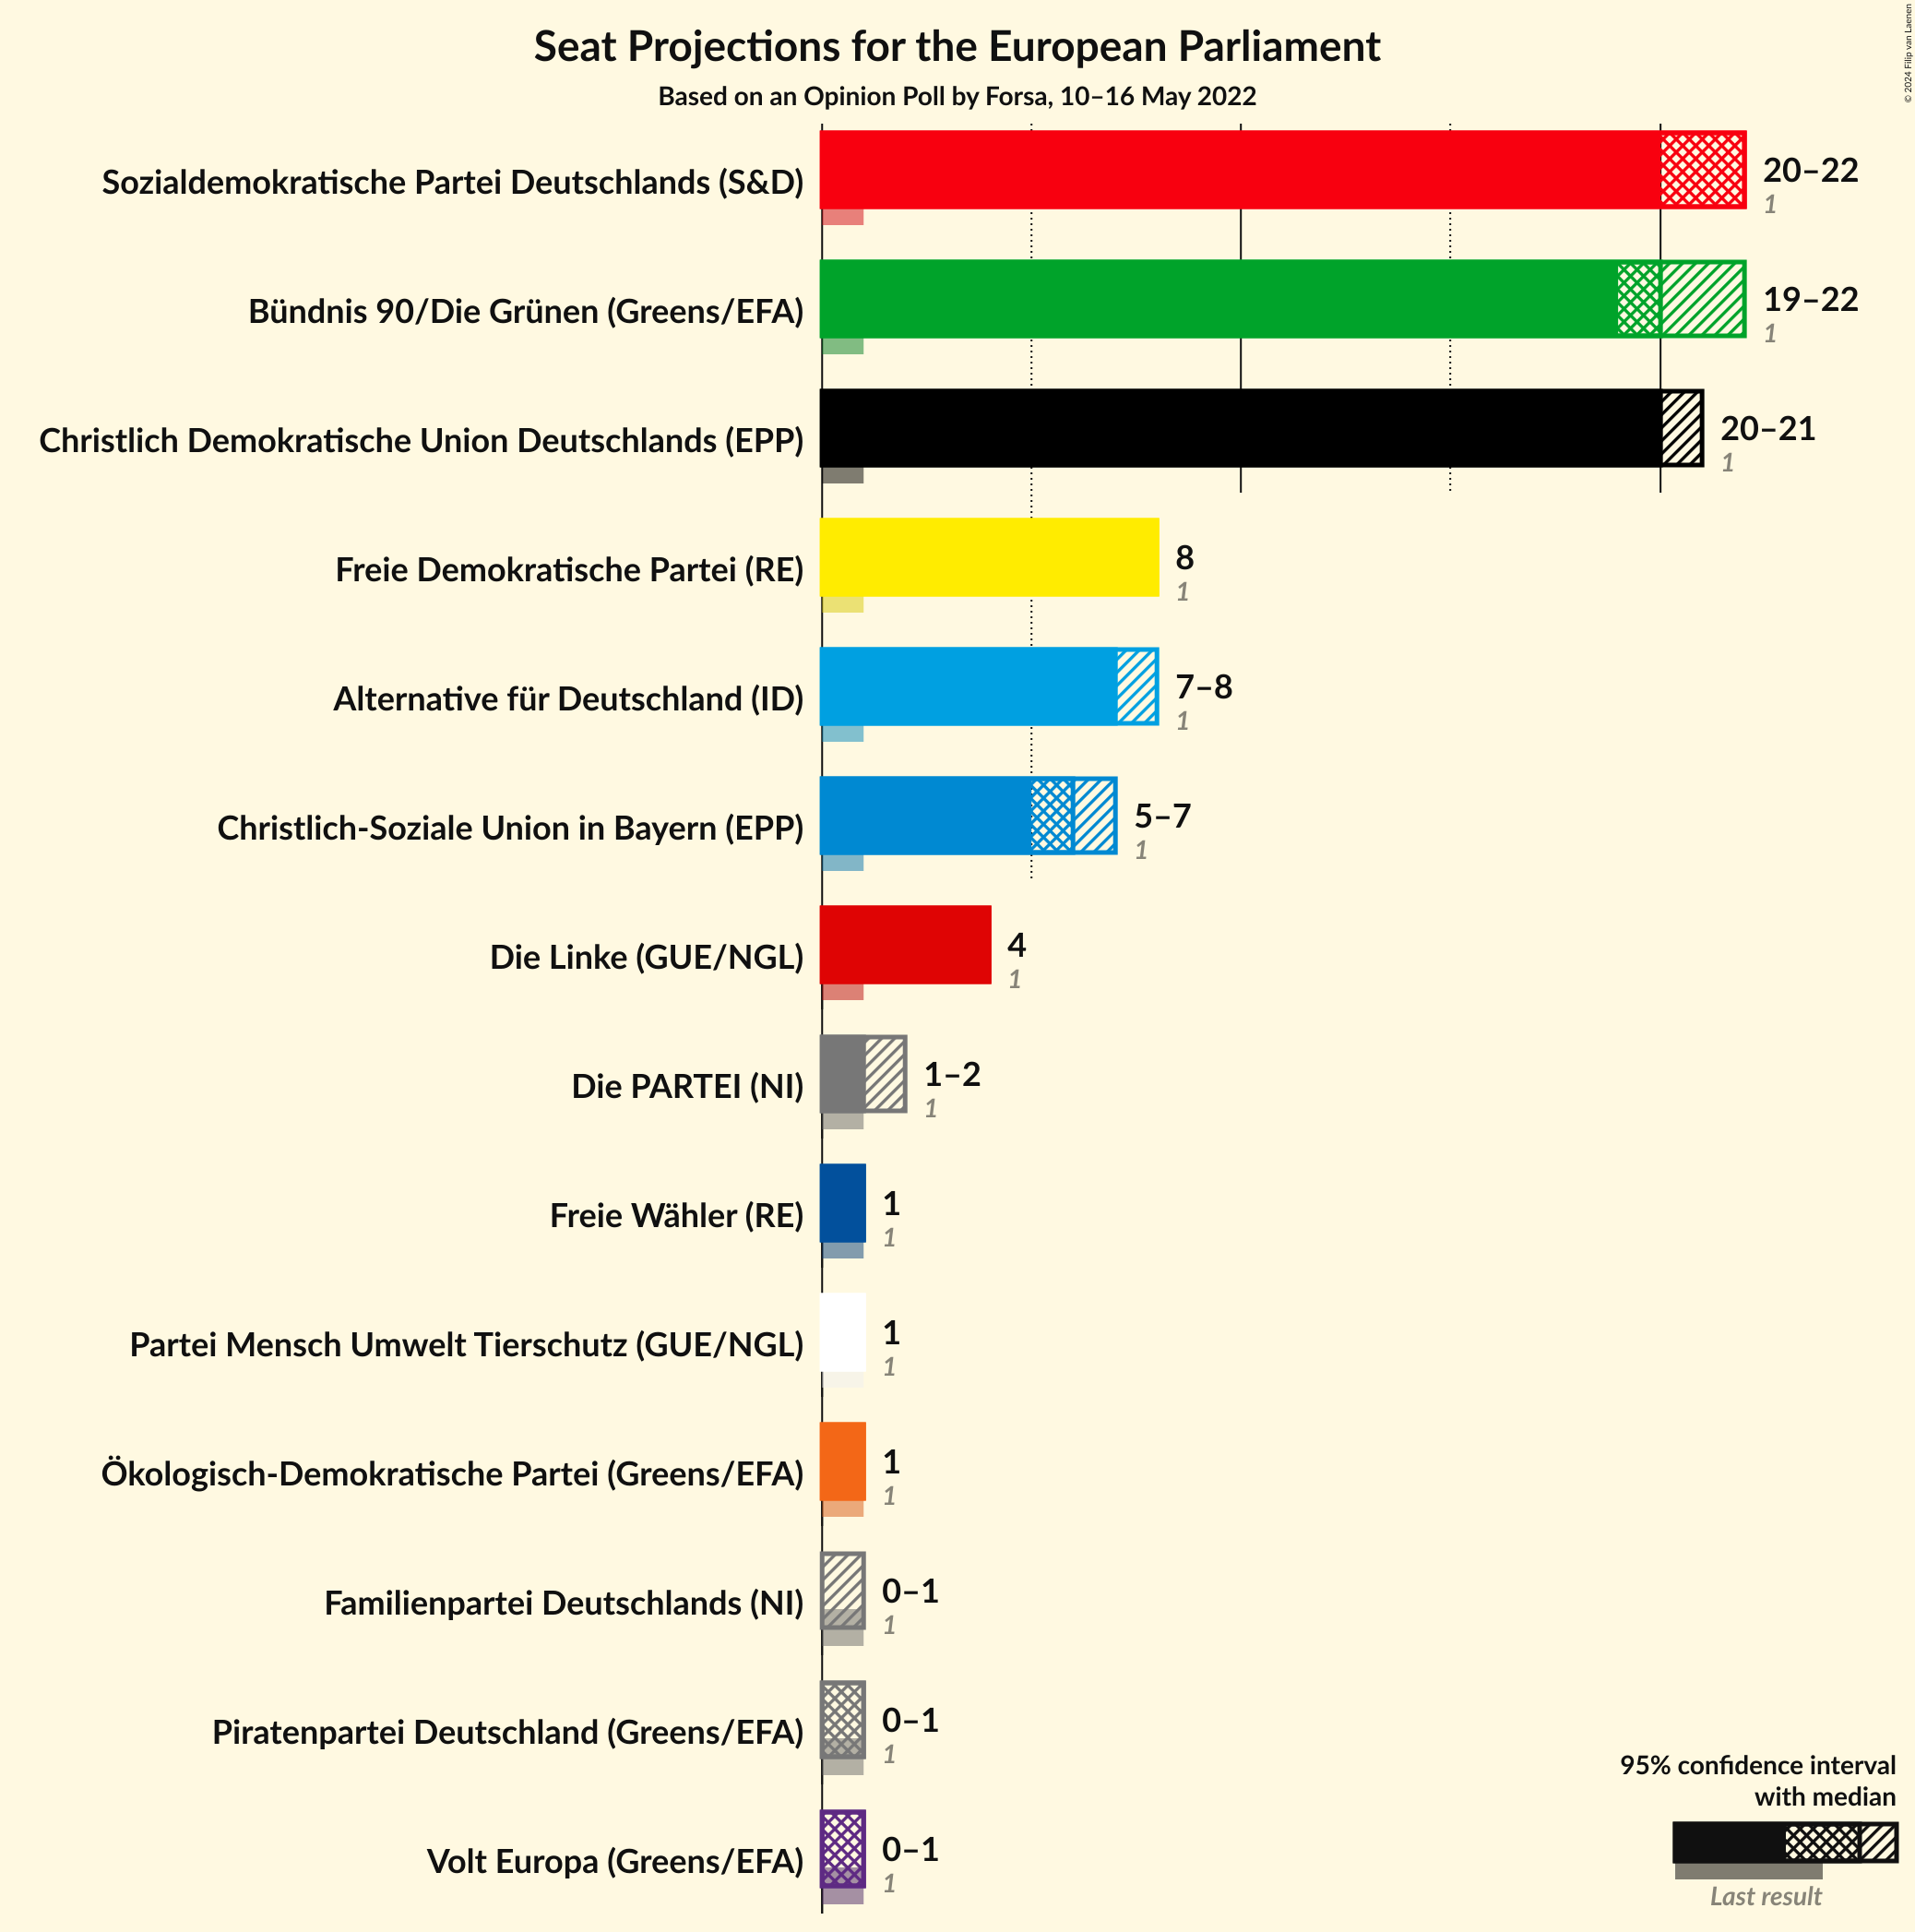 Seat Projections for the European Parliament
Based on an Opinion Poll by Forsa, 10–16 May 2022
© 2024 Filip van Laenen
Sozialdemokratische Partei Deutschlands (S&D)
20–22
1
Bündnis 90/Die Grünen (Greens/EFA)
19–22
1
Christlich Demokratische Union Deutschlands (EPP)
20–21
1
Freie Demokratische Partei (RE)
8
1
Alternative für Deutschland (ID)
7–8
1
Christlich-Soziale Union in Bayern (EPP)
5–7
1
Die Linke (GUE/NGL)
4
1
Die PARTEI (NI)
1–2
1
Freie Wähler (RE)
1
1
Partei Mensch Umwelt Tierschutz (GUE/NGL)
1
1
Ökologisch-Demokratische Partei (Greens/EFA)
1
1
Familienpartei Deutschlands (NI)
0–1
1
Piratenpartei Deutschland (Greens/EFA)
0–1
1
Volt Europa (Greens/EFA)
0–1
1
95% confidence interval
with median
Last result